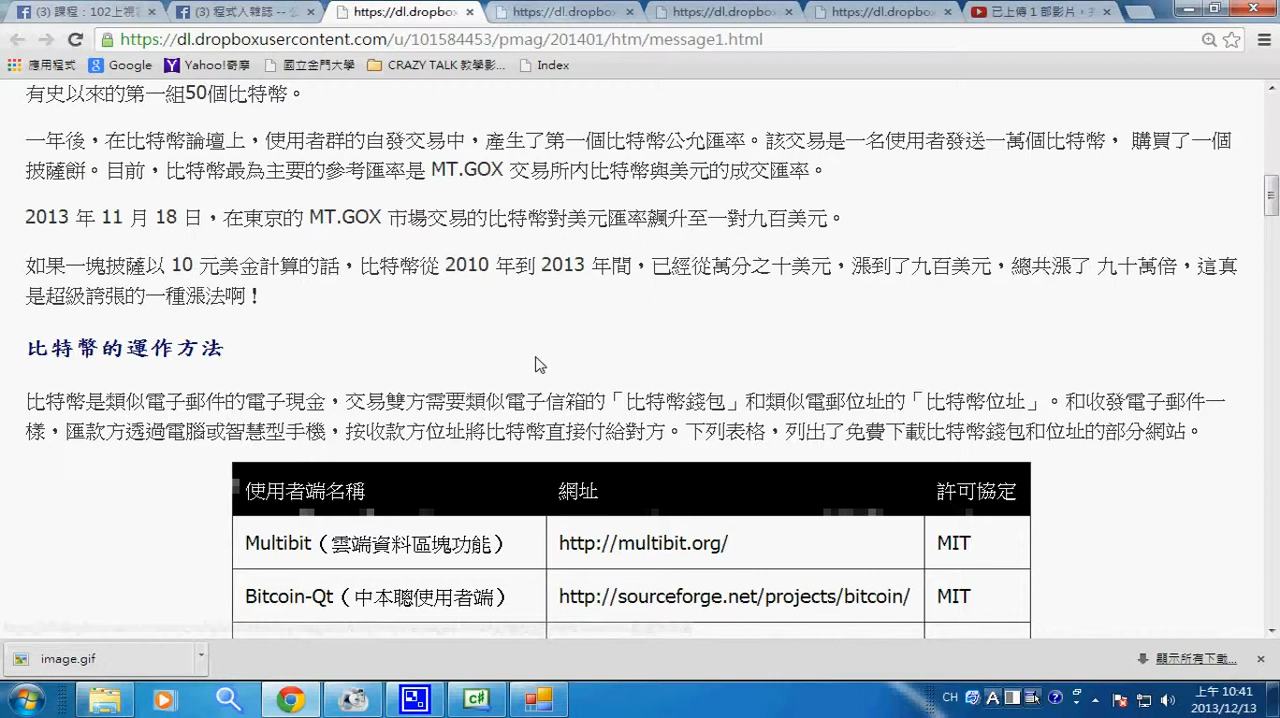 (3) 課程：102上視
(3) 程式人雜誌 --
https://dl.dropbox
https://dl.dropbox
https://dl.dropbox
https://dl.dropbox
已上傳 1 部影片，
https://dl.dropboxusercontent.com/u/101584453/pmag/201401/htm/message1.html
應用程式 Google Yahoo!奇摩 國立金門大學 CRAZY TALK 教學影... Index
有史以來的第一組50個比特幣。
一年後，在比特幣論壇上，使用者群的自發交易中，產生了第一個比特幣公允匯率。該交易是一名使用者發送一萬個比特幣， 購買了一個
披薩餅。目前，比特幣最為主要的參考匯率是 MT.GOX 交易所內比特幣與美元的成交匯率。
2013 年 11 月 18 日，在東京的 MT.GOX 市場交易的比特幣對美元匯率飆升至一對九百美元。
如果一塊披薩以 10 元美金計算的話，比特幣從 2010 年到 2013 年間，已經從萬分之十美元，漲到了九百美元，總共漲了 九十萬倍，這真
是超級誇張的一種漲法啊！
比特幣的運作方法
比特幣是類似電子郵件的電子現金，交易雙方需要類似電子信箱的「比特幣錢包」和類似電郵位址的「比特幣位址」。和收發電子郵件一
樣，匯款方透過電腦或智慧型手機，按收款方位址將比特幣直接付給對方。下列表格，列出了免費下載比特幣錢包和位址的部分網站。
使用者端名稱 網址 許可協定
Multibit（雲端資料區塊功能） http://multibit.org/ MIT
Bitcoin-Qt（中本聰使用者端） http://sourceforge.net/projects/bitcoin/ MIT
image.gif
顯示所有下載...
CH
上午 10:41
2013/12/13